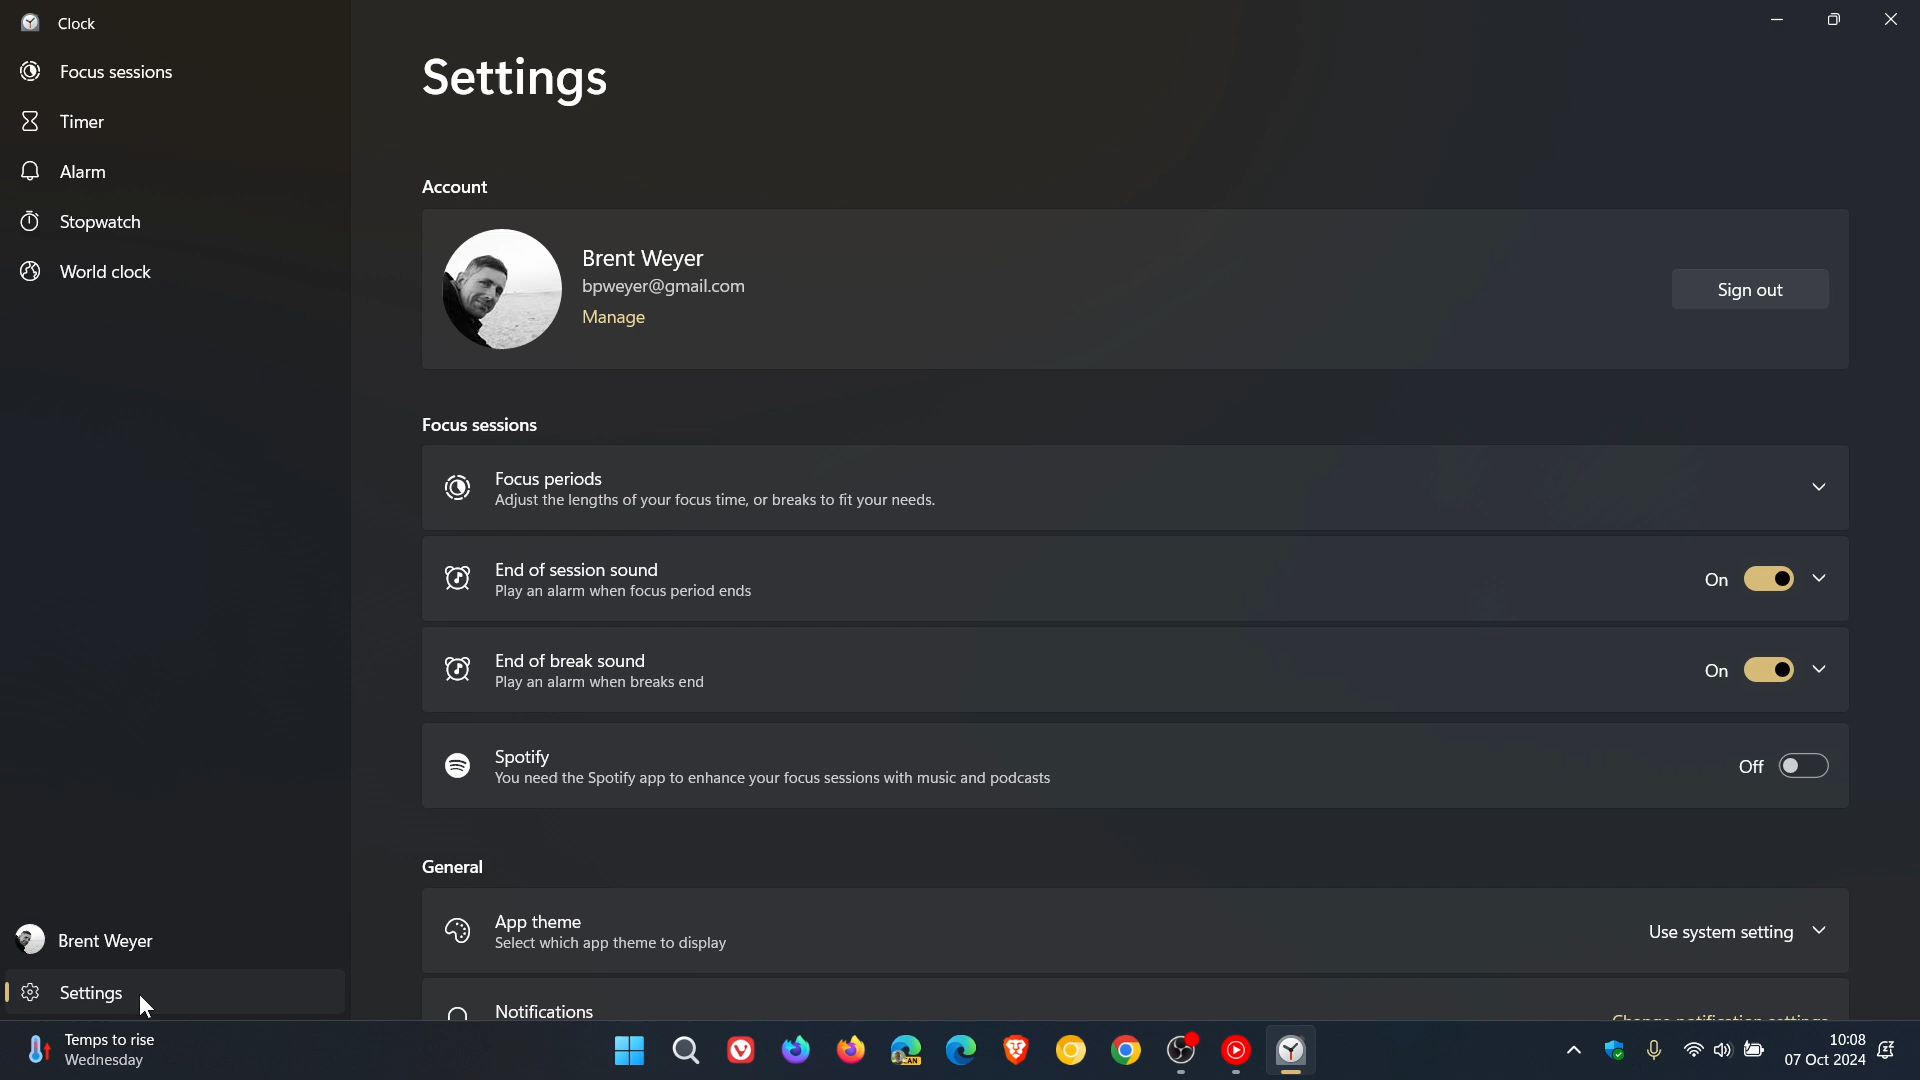 Clock
Focus sessions
Timer
Alarm
Stopwatch
World clock
Brent Weyer
Settings
Settings
Account
Brent Weyer
bpweyer@gmail.com
Manage
Sign out
Focus sessions
Focus periods
Adjust the lengths of your focus time, or breaks to fit your needs.
End of session sound
Play an alarm when focus period ends
On
End of break sound
Play an alarm when breaks end
On
Spotify
You need the Spotify app to enhance your focus sessions with music and podcasts
Off
General
App theme
Select which app theme to display
Use system setting
Notifications
Change notification settings
Temps to rise
Wednesday
CAN
10:08
07 Oct 2024